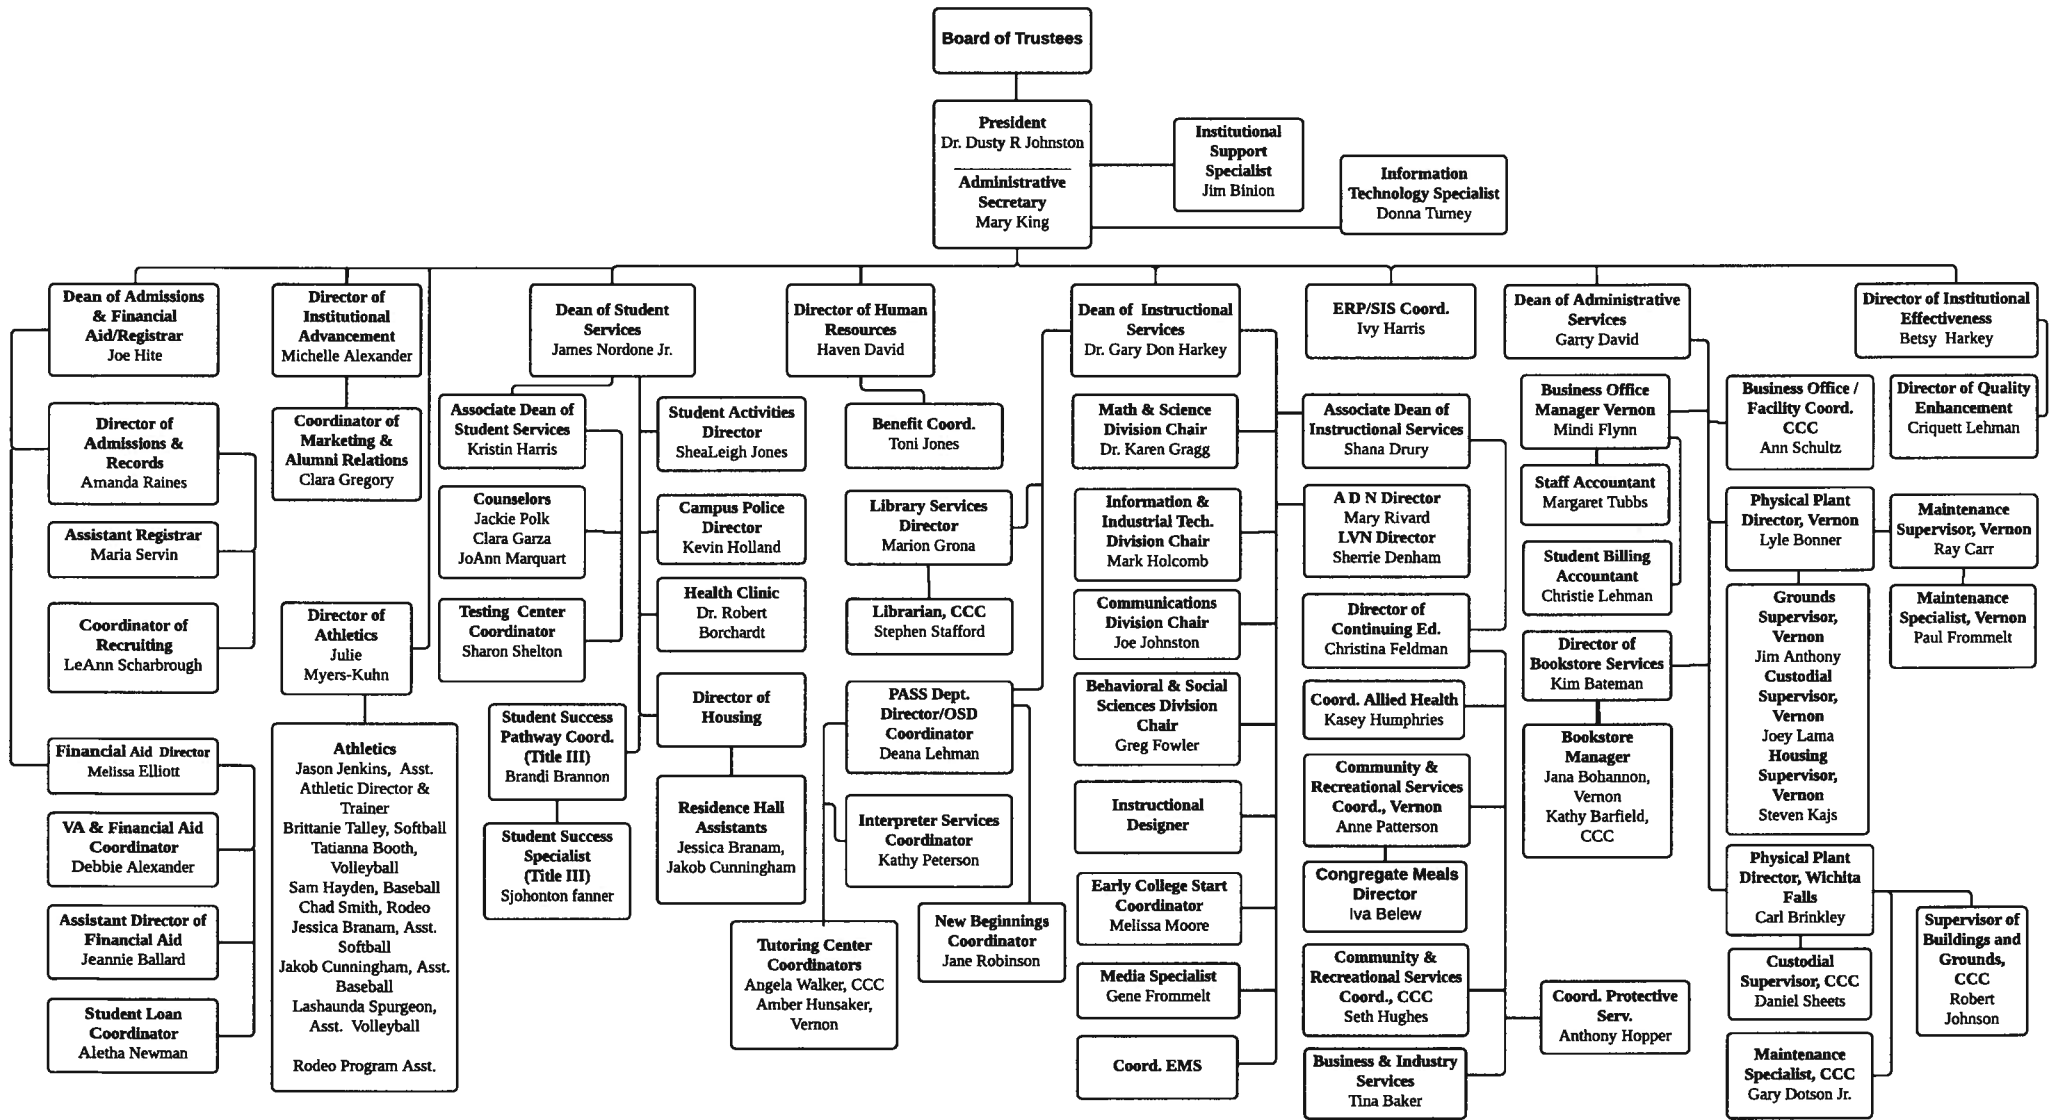 Board of Trustees
President
Dr. Dusty R Johnston
Administrative
Secretary
Mary King
Institutional
Support
Specialist
Jim Binion
Information
Technology Specialist
Donna Turney
Dean of Admissions
& Financial
Aid/Registrar
Joe Hite
Director of
Admissions &
Records
Amanda Raines
Assistant Registrar
Maria Servin
Coordinator of
Recruiting
LeAnn Scharbrough
Financial Aid Director
Melissa Elliott
VA & Financial Aid
Coordinator
Debbie Alexander
Assistant Director of
Financial Aid
Jeannie Ballard
Student Loan
Coordinator
Aletha Newman
Director of
Institutional
Advancement
Michelle Alexander
Coordinator of
Marketing &
Alumni Relations
Clara Gregory
Director of
Athletics
Julie
Myers-Kuhn
Athletics
Jason Jenkins, Asst.
Athletic Director &
Trainer
Brittanie Talley, Softball
Tatianna Booth,
Volleyball
Sam Hayden, Baseball
Chad Smith, Rodeo
Jessica Branam, Asst.
Softball
Jakob Cunningham, Asst.
Baseball
Lashaunda Spurgeon,
Asst. Volleyball
Rodeo Program Asst.
Dean of Student
Services
James Nordone Jr.
Associate Dean of
Student Services
Kristin Harris
Counselors
Jackie Polk
Clara Garza
JoAnn Marquart
Testing Center
Coordinator
Sharon Shelton
Student Success
Pathway Coord.
(Title III)
Brandi Brannon
Student Success
Specialist
(Title III)
Sjohonton fanner
Student Activities
Director
SheaLeigh Jones
Campus Police
Director
Kevin Holland
Health Clinic
Dr. Robert
Borchardt
Director of
Housing
Residence Hall
Assistants
Jessica Branam,
Jakob Cunningham
Director of Human
Resources
Haven David
Benefit Coord.
Toni Jones
Library Services
Director
Marion Grona
Librarian, CCC
Stephen Stafford
PASS Dept.
Director/OSD
Coordinator
Deana Lehman
Interpreter Services
Coordinator
Kathy Peterson
Tutoring Center
Coordinators
Angela Walker, CCC
Amber Hunsaker,
Vernon
New Beginnings
Coordinator
Jane Robinson
Dean of Instructional
Services
Dr. Gary Don Harkey
Math & Science
Division Chair
Dr. Karen Gragg
Information &
Industrial Tech.
Division Chair
Mark Holcomb
Communications
Division Chair
Joe Johnston
Behavioral & Social
Sciences Division
Chair
Greg Fowler
Instructional
Designer
Early College Start
Coordinator
Melissa Moore
Media Specialist
Gene Frommelt
Coord. EMS
ERP/SIS Coord.
Ivy Harris
Associate Dean of
Instructional Services
Shana Drury
A D N Director
Mary Rivard
LVN Director
Sherrie Denham
Director of
Continuing Ed.
Christina Feldman
Coord. Allied Health
Kasey Humphries
Community &
Recreational Services
Coord., Vernon
Anne Patterson
Congregate Meals
Director
Iva Belew
Community &
Recreational Services
Coord., CCC
Seth Hughes
Business & Industry
Services
Tina Baker
Coord. Protective
Serv.
Anthony Hopper
Dean of Administrative
Services
Garry David
Business Office
Manager Vernon
Mindi Flynn
Staff Accountant
Margaret Tubbs
Student Billing
Accountant
Christie Lehman
Director of
Bookstore Services
Kim Bateman
Bookstore
Manager
Jana Bohannon,
Vernon
Kathy Barfield,
CCC
Business Office /
Facility Coord.
CCC
Ann Schultz
Physical Plant
Director, Vernon
Lyle Bonner
Grounds
Supervisor,
Vernon
Jim Anthony
Custodial
Supervisor,
Vernon
Joey Lama
Housing
Supervisor,
Vernon
Steven Kajs
Physical Plant
Director, Wichita
Falls
Carl Brinkley
Custodial
Supervisor, CCC
Daniel Sheets
Maintenance
Specialist, CCC
Gary Dotson Jr.
Director of Institutional
Effectiveness
Betsy Harkey
Director of Quality
Enhancement
Criquett Lehman
Maintenance
Supervisor, Vernon
Ray Carr
Maintenance
Specialist, Vernon
Paul Frommelt
Supervisor of
Buildings and
Grounds,
CCC
Robert
Johnson